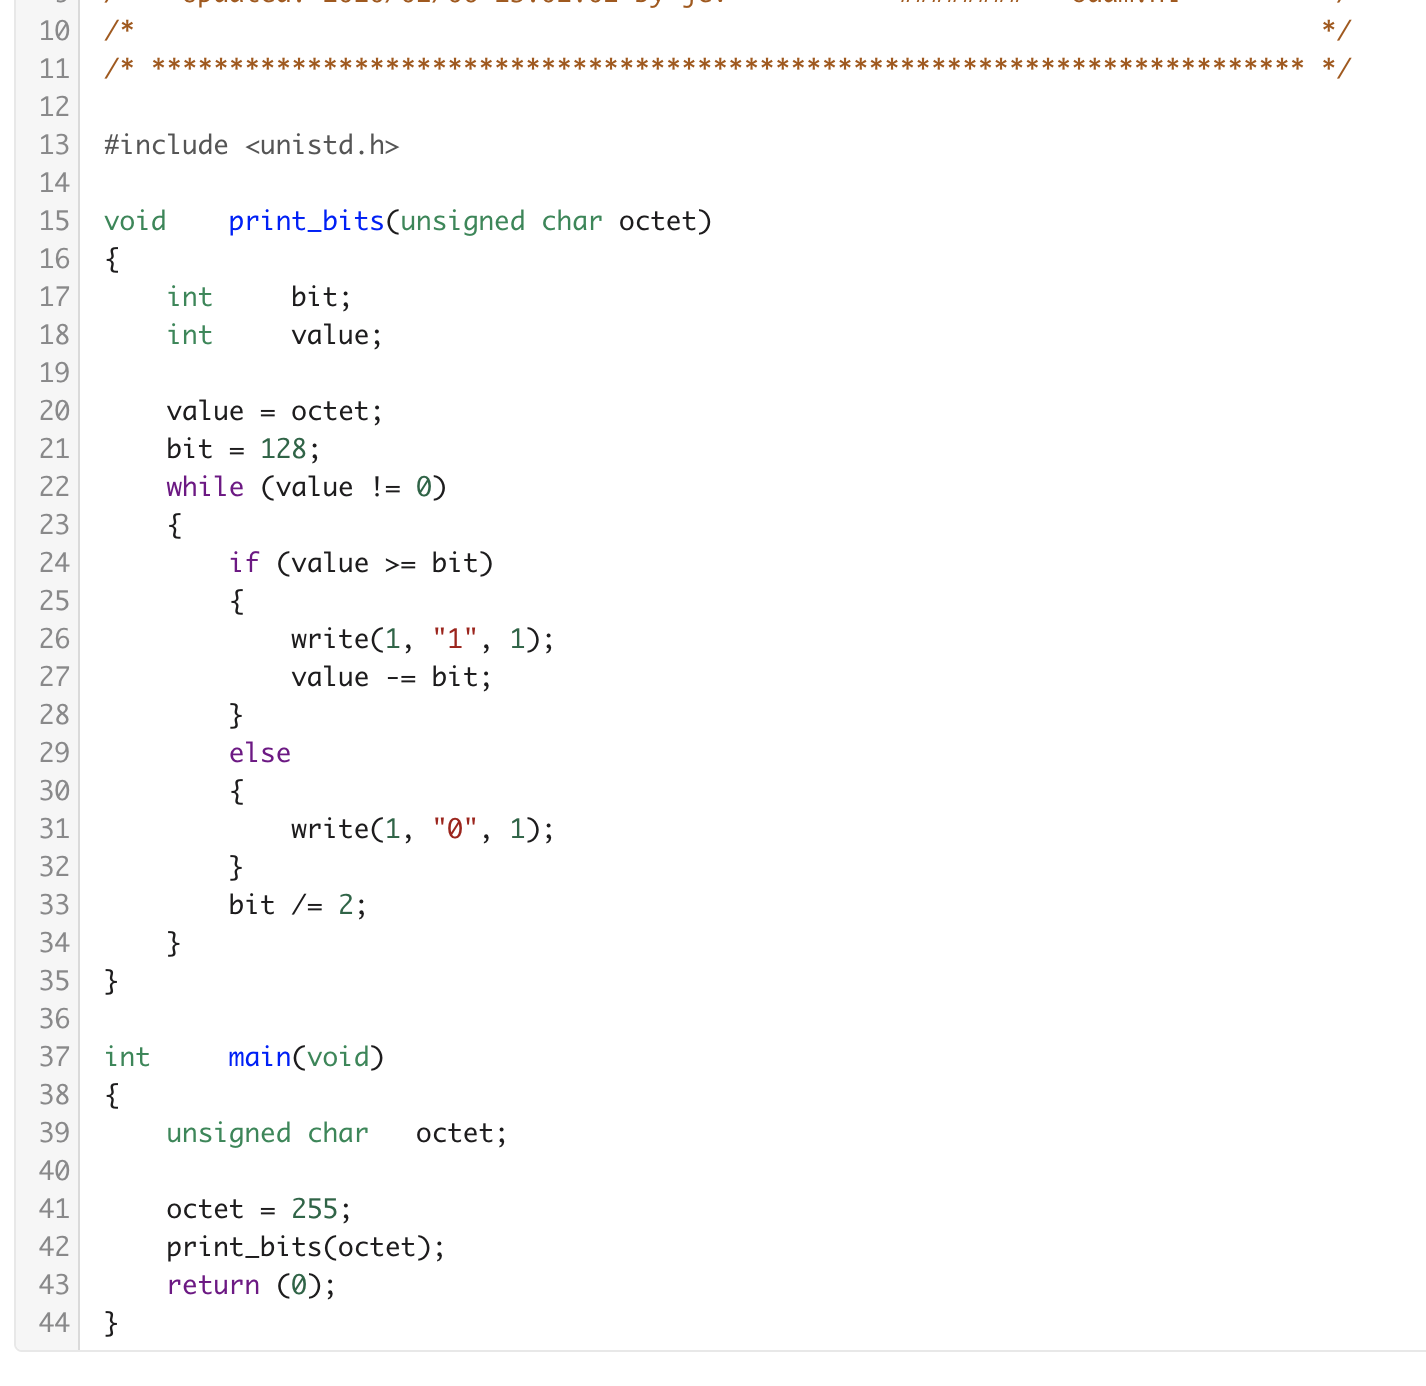 10 /*                                                                            */
11 /* ************************************************************************** */
12
13 #include <unistd.h>
14
15 void    print_bits(unsigned char octet)
16 {
17     int     bit;
18     int     value;
19
20     value = octet;
21     bit = 128;
22     while (value != 0)
23     {
24         if (value >= bit)
25         {
26             write(1, "1", 1);
27             value -= bit;
28         }
29         else
30         {
31             write(1, "0", 1);
32         }
33         bit /= 2;
34     }
35 }
36
37 int     main(void)
38 {
39     unsigned char   octet;
40
41     octet = 255;
42     print_bits(octet);
43     return (0);
44 }